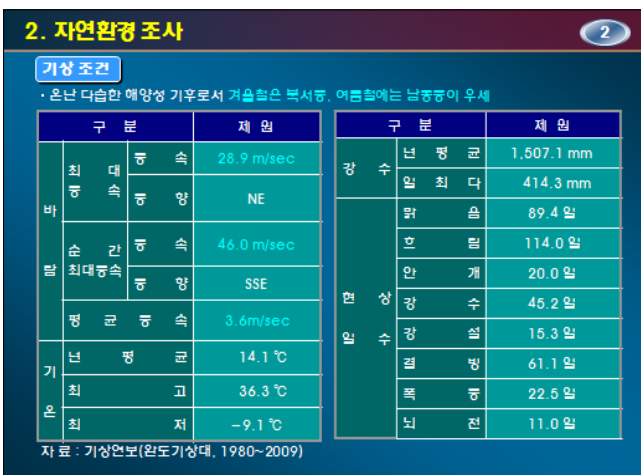 2. 자연환경 조사
2
기상 조건
· 온난 다습한 해양성 기후로서 겨울철은 북서풍, 여름철에는 남동풍이 우세
구 분 제 원
바 람 최 대 풍 속 풍 속 28.9 m/sec
풍 향 NE
순 간 최대풍속 풍 속 46.0 m/sec
풍 향 SSE
평 균 풍 속 3.6m/sec
기 온 년 평 균 14.1 ℃
최 고 36.3 ℃
최 저 -9.1 ℃
구 분 제 원
강 수 년 평 균 1,507.1 mm
일 최 다 414.3 mm
현 상 일 수 맑 음 89.4 일
흐 림 114.0 일
안 개 20.0 일
강 수 45.2 일
강 설 15.3 일
결 빙 61.1 일
폭 풍 22.5 일
뇌 전 11.0 일
자 료 : 기상연보(완도기상대, 1980~2009)